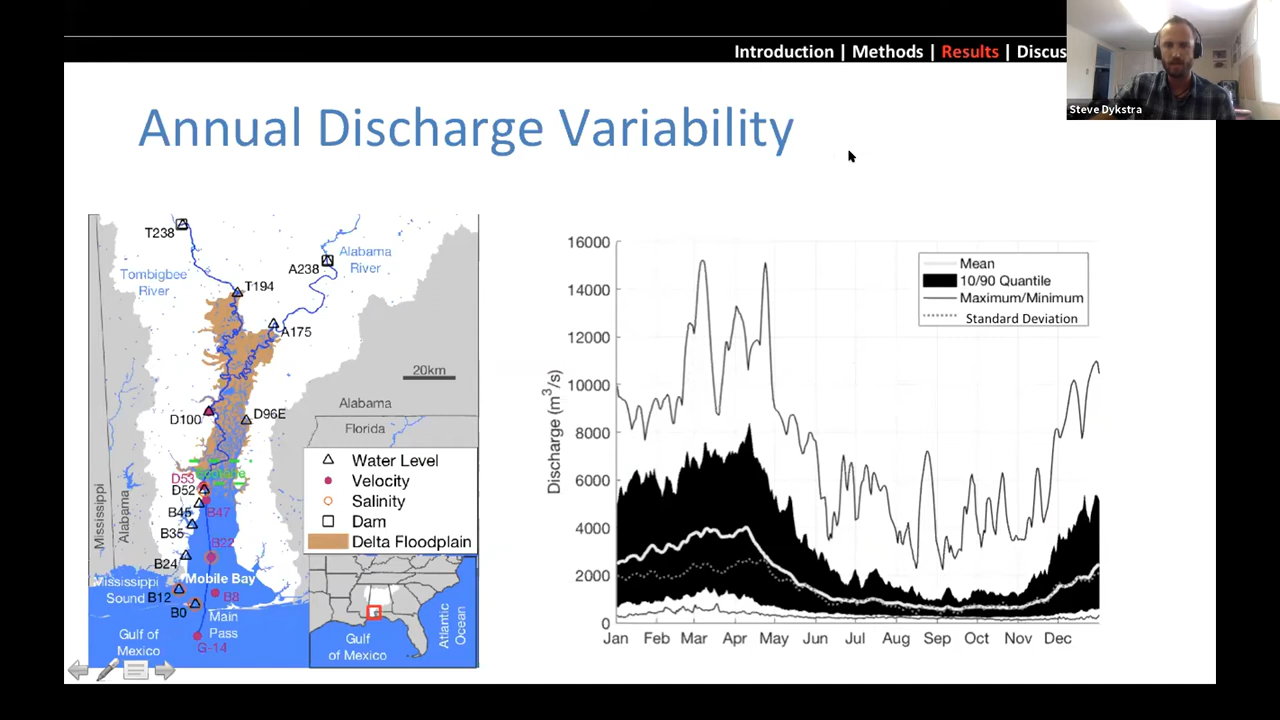 Introduction | Methods | Results | Discus
Steve Dykstra
Annual Discharge Variability
T238
Tombigbee
River
A238
Alabama
River
T194
A175
20km
D100
D96E
Alabama
Florida
D53
D52
B47
B45
B35
B22
B24
Mississippi
Alabama
Mobile Bay
Mississippi
Sound
B12
B8
B0
Main
Pass
Gulf of
Mexico
G-14
Water Level
Velocity
Salinity
Dam
Delta Floodplain
Gulf
of Mexico
Atlantic
Ocean
Discharge (m³/s)
16000
14000
12000
10000
8000
6000
4000
2000
0
Jan Feb Mar Apr May Jun Jul Aug Sep Oct Nov Dec
Mean
10/90 Quantile
Maximum/Minimum
Standard Deviation